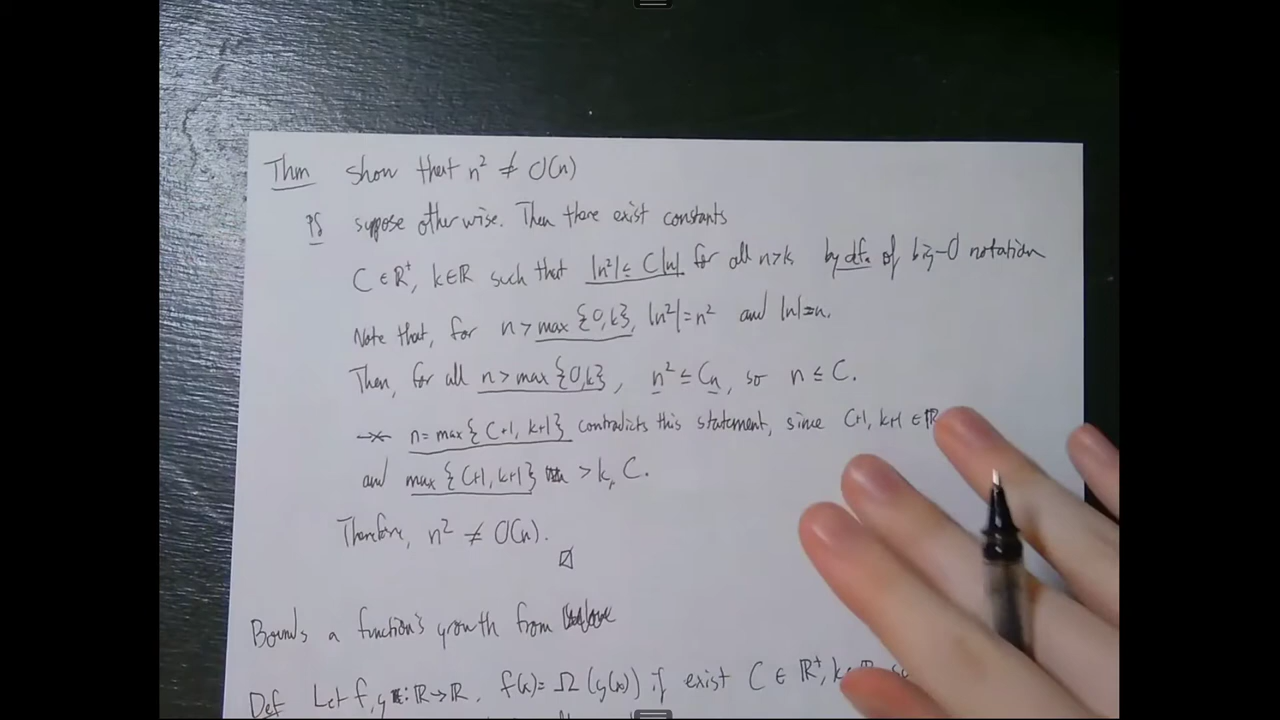 Thm show that n² ≠ O(n)
Pf suppose otherwise. Then there exist constants
C ∈ ℝ⁺, k ∈ ℝ such that |n²| ≤ C|n| for all n > k by dfn of big-O notation
Note that, for n > max {0, k}, |n²| = n² and |n| = n.
Then, for all n > max {0, k}, n² ≤ Cn, so n ≤ C.
n = max { C+1, k+1 } contradicts this statement, since C+1, k+1 ∈ ℝ
and max {C+1, k+1} > k, C.
Therefore, n² ≠ O(n).
Bounds a function's growth from
Def Let f, g : ℝ → ℝ. f(x) = Ω (g(x)) if exist C ∈ ℝ⁺, k ∈ ℝ